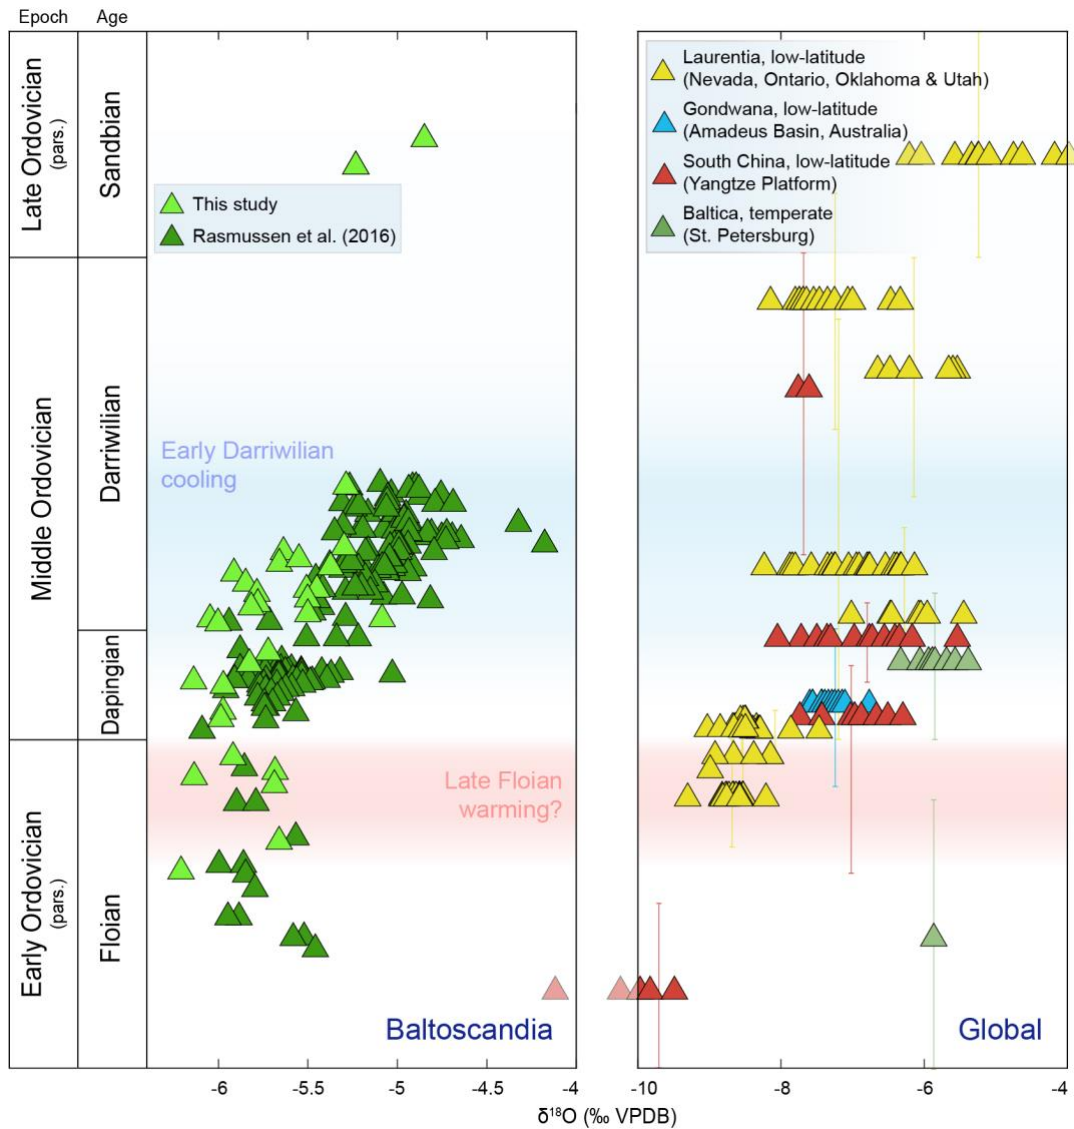 Epoch
Age
Late Ordovician
(pars.)
Sandbian
Middle Ordovician
Darriwilian
Dapingian
Early Ordovician
(pars.)
Floian
This study
Rasmussen et al. (2016)
Early Darriwilian
cooling
Late Floian
warming?
Baltoscandia
Laurentia, low-latitude
(Nevada, Ontario, Oklahoma & Utah)
Gondwana, low-latitude
(Amadeus Basin, Australia)
South China, low-latitude
(Yangtze Platform)
Baltica, temperate
(St. Petersburg)
Global
-6 -5.5 -5 -4.5 -4
-10 -8 -6 -4
δ¹⁸O (‰ VPDB)